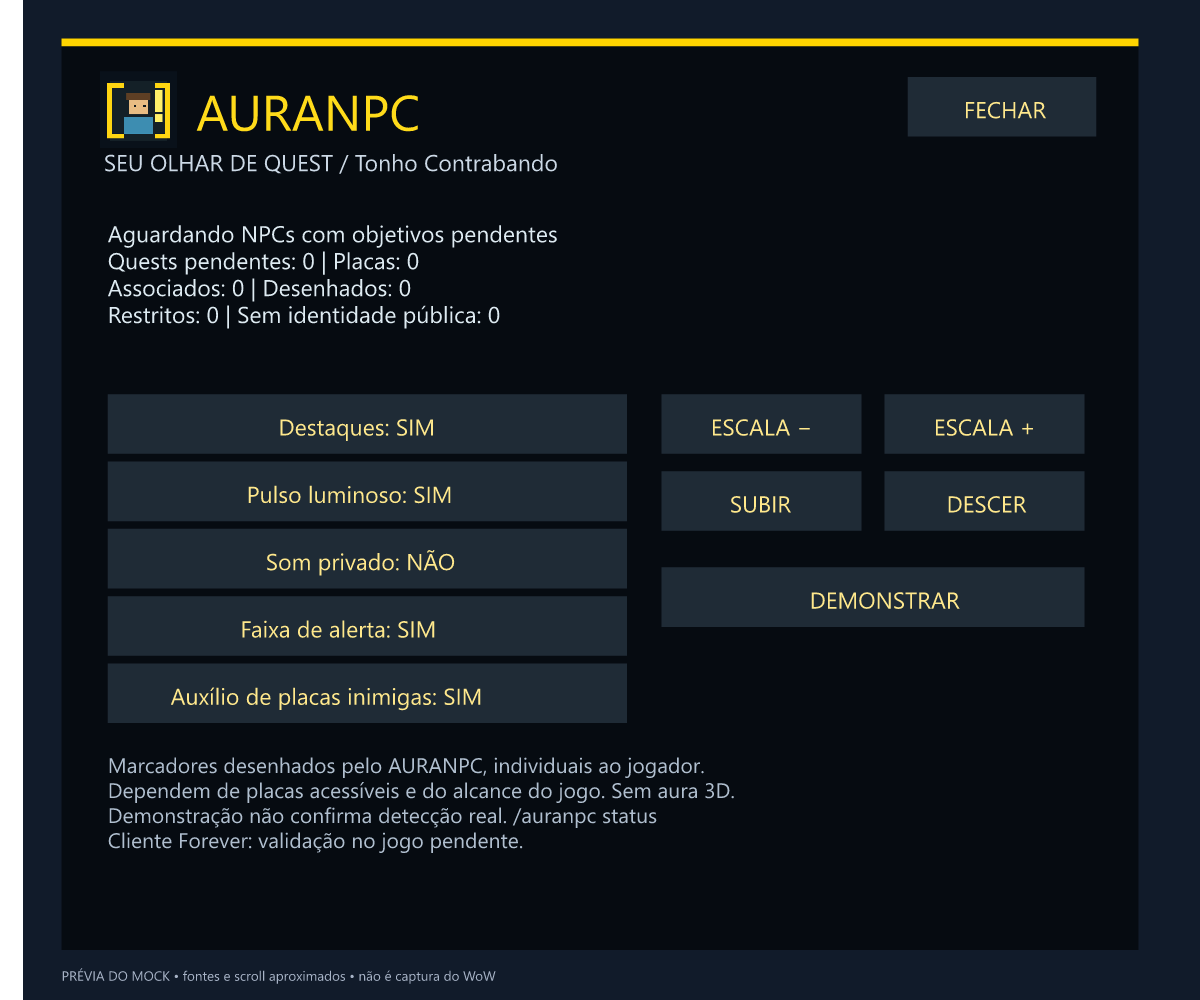 AURANPC
FECHAR
SEU OLHAR DE QUEST / Tonho Contrabando
Aguardando NPCs com objetivos pendentes
Quests pendentes: 0 | Placas: 0
Associados: 0 | Desenhados: 0
Restritos: 0 | Sem identidade pública: 0
Destaques: SIM
ESCALA −
ESCALA +
Pulso luminoso: SIM
SUBIR
DESCER
Som privado: NÃO
Faixa de alerta: SIM
DEMONSTRAR
Auxílio de placas inimigas: SIM
Marcadores desenhados pelo AURANPC, individuais ao jogador.
Dependem de placas acessíveis e do alcance do jogo. Sem aura 3D.
Demonstração não confirma detecção real. /auranpc status
Cliente Forever: validação no jogo pendente.
PRÉVIA DO MOCK • fontes e scroll aproximados • não é captura do WoW